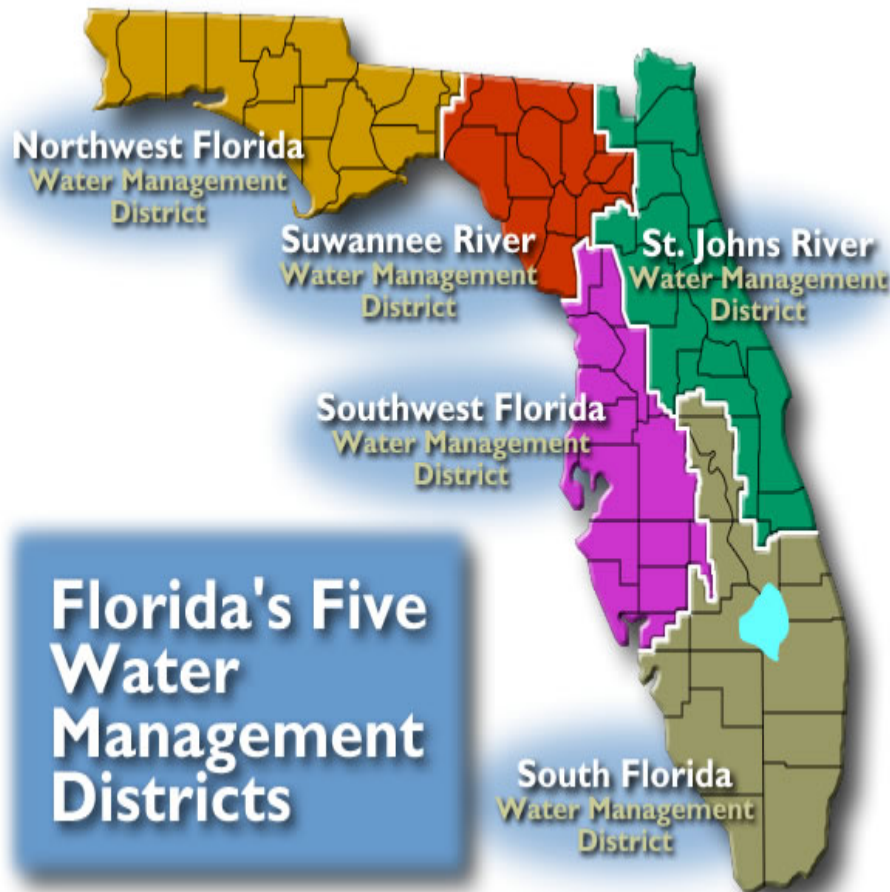 Northwest Florida
Water Management
District
Suwannee River
Water Management
District
St. Johns River
Water Management
District
Southwest Florida
Water Management
District
Florida's Five
Water
Management
Districts
South Florida
Water Management
District